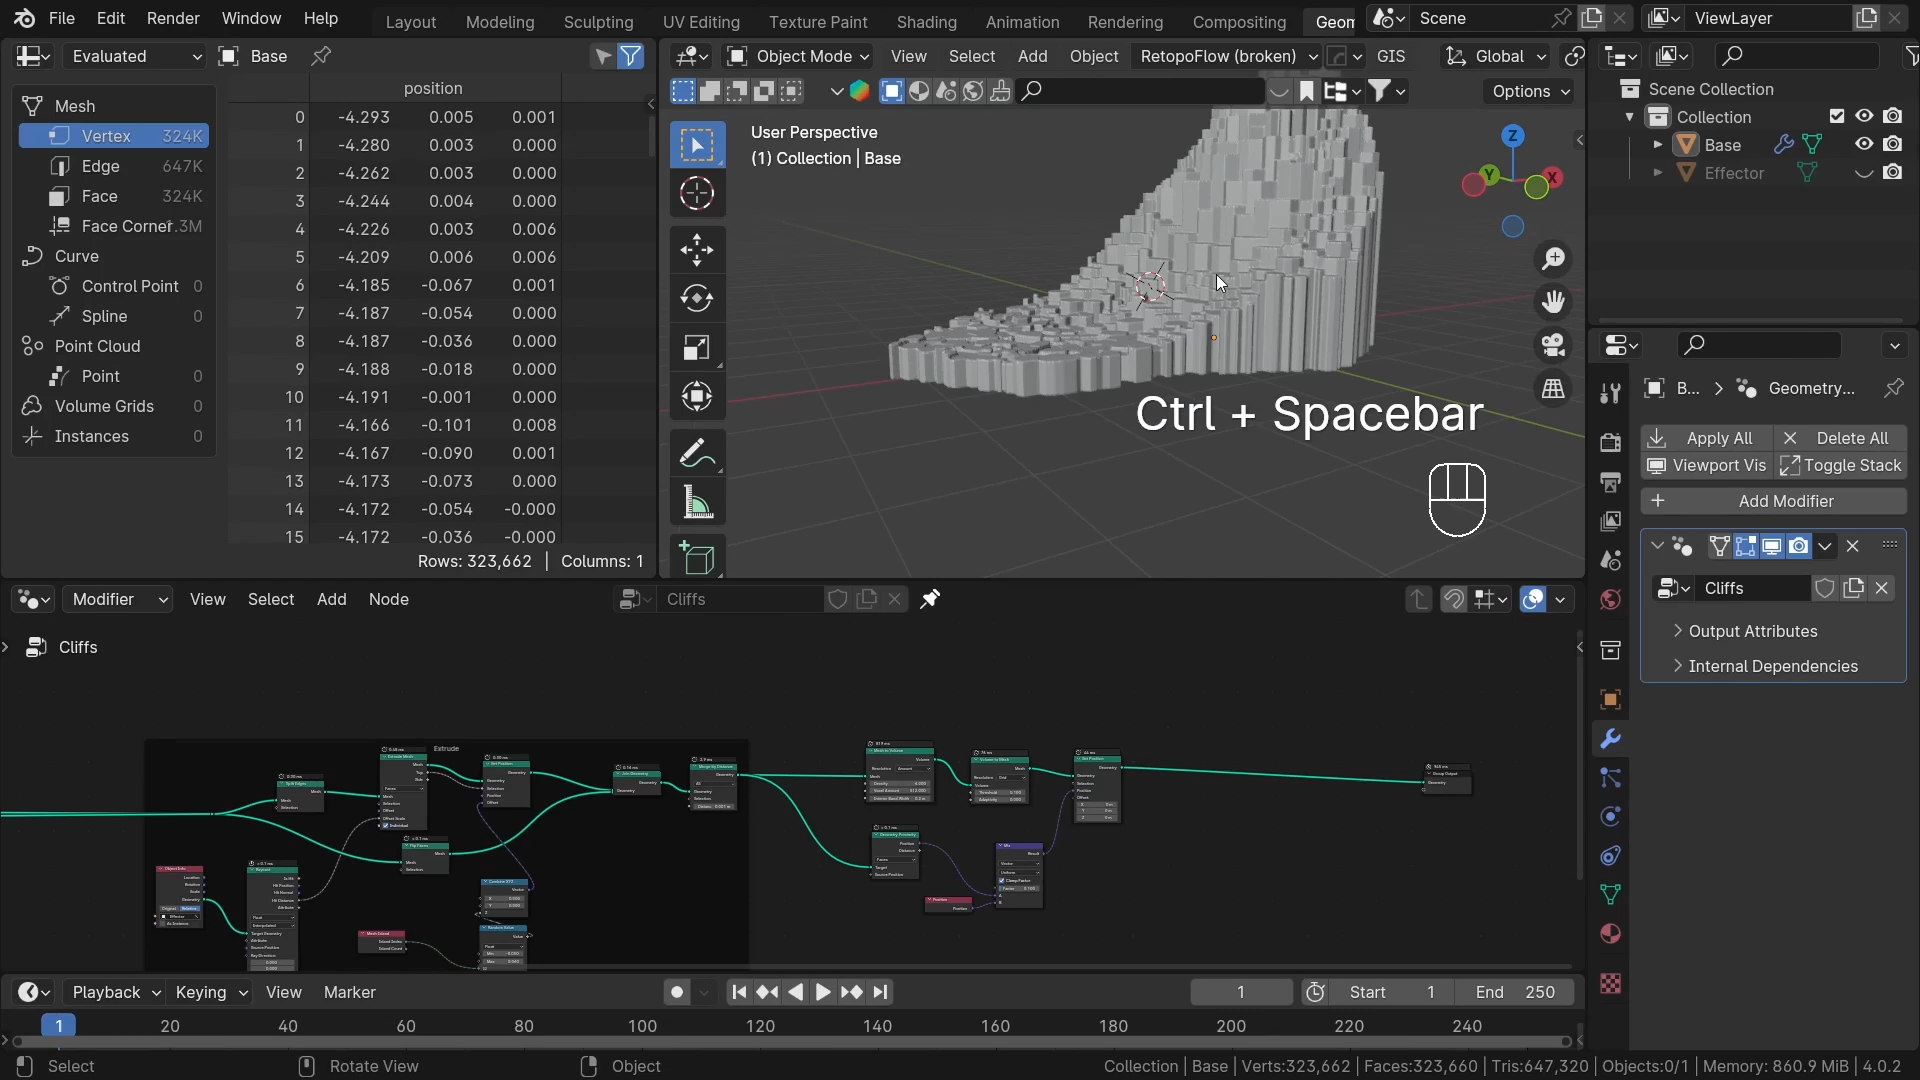 File Edit Render Window Help
Layout Modeling Sculpting UV Editing Texture Paint Shading Animation Rendering Compositing Geom
Scene
ViewLayer
Evaluated
Base
position
Mesh
Vertex 324K
Edge 647K
Face 324K
Face Corner .3M
Curve
Control Point 0
Spline 0
Point Cloud
Point 0
Volume Grids 0
Instances 0
0 -4.293 0.005 0.001
1 -4.280 0.003 0.000
2 -4.262 0.003 0.000
3 -4.244 0.004 0.000
4 -4.226 0.003 0.006
5 -4.209 0.006 0.006
6 -4.185 -0.067 0.001
7 -4.187 -0.054 0.000
8 -4.187 -0.036 0.000
9 -4.188 -0.018 0.000
10 -4.191 -0.001 0.000
11 -4.166 -0.101 0.008
12 -4.167 -0.090 0.001
13 -4.173 -0.073 0.000
14 -4.172 -0.054 -0.000
15 -4.172 -0.036 -0.000
Rows: 323,662 | Columns: 1
Object Mode View Select Add Object RetopoFlow (broken) GIS Global
Options
User Perspective
(1) Collection | Base
Z
Y
X
Ctrl + Spacebar
Scene Collection
Collection
Base
Effector
B... Geometry...
Apply All Delete All
Viewport Vis Toggle Stack
Add Modifier
Cliffs
Output Attributes
Internal Dependencies
Modifier View Select Add Node
Cliffs
Cliffs
Extrude
Playback Keying View Marker
1 Start 1 End 250
1 20 40 60 80 100 120 140 160 180 200 220 240
Select Rotate View Object
Collection | Base | Verts:323,662 | Faces:323,660 | Tris:647,320 | Objects:0/1 | Memory: 860.9 MiB | 4.0.2